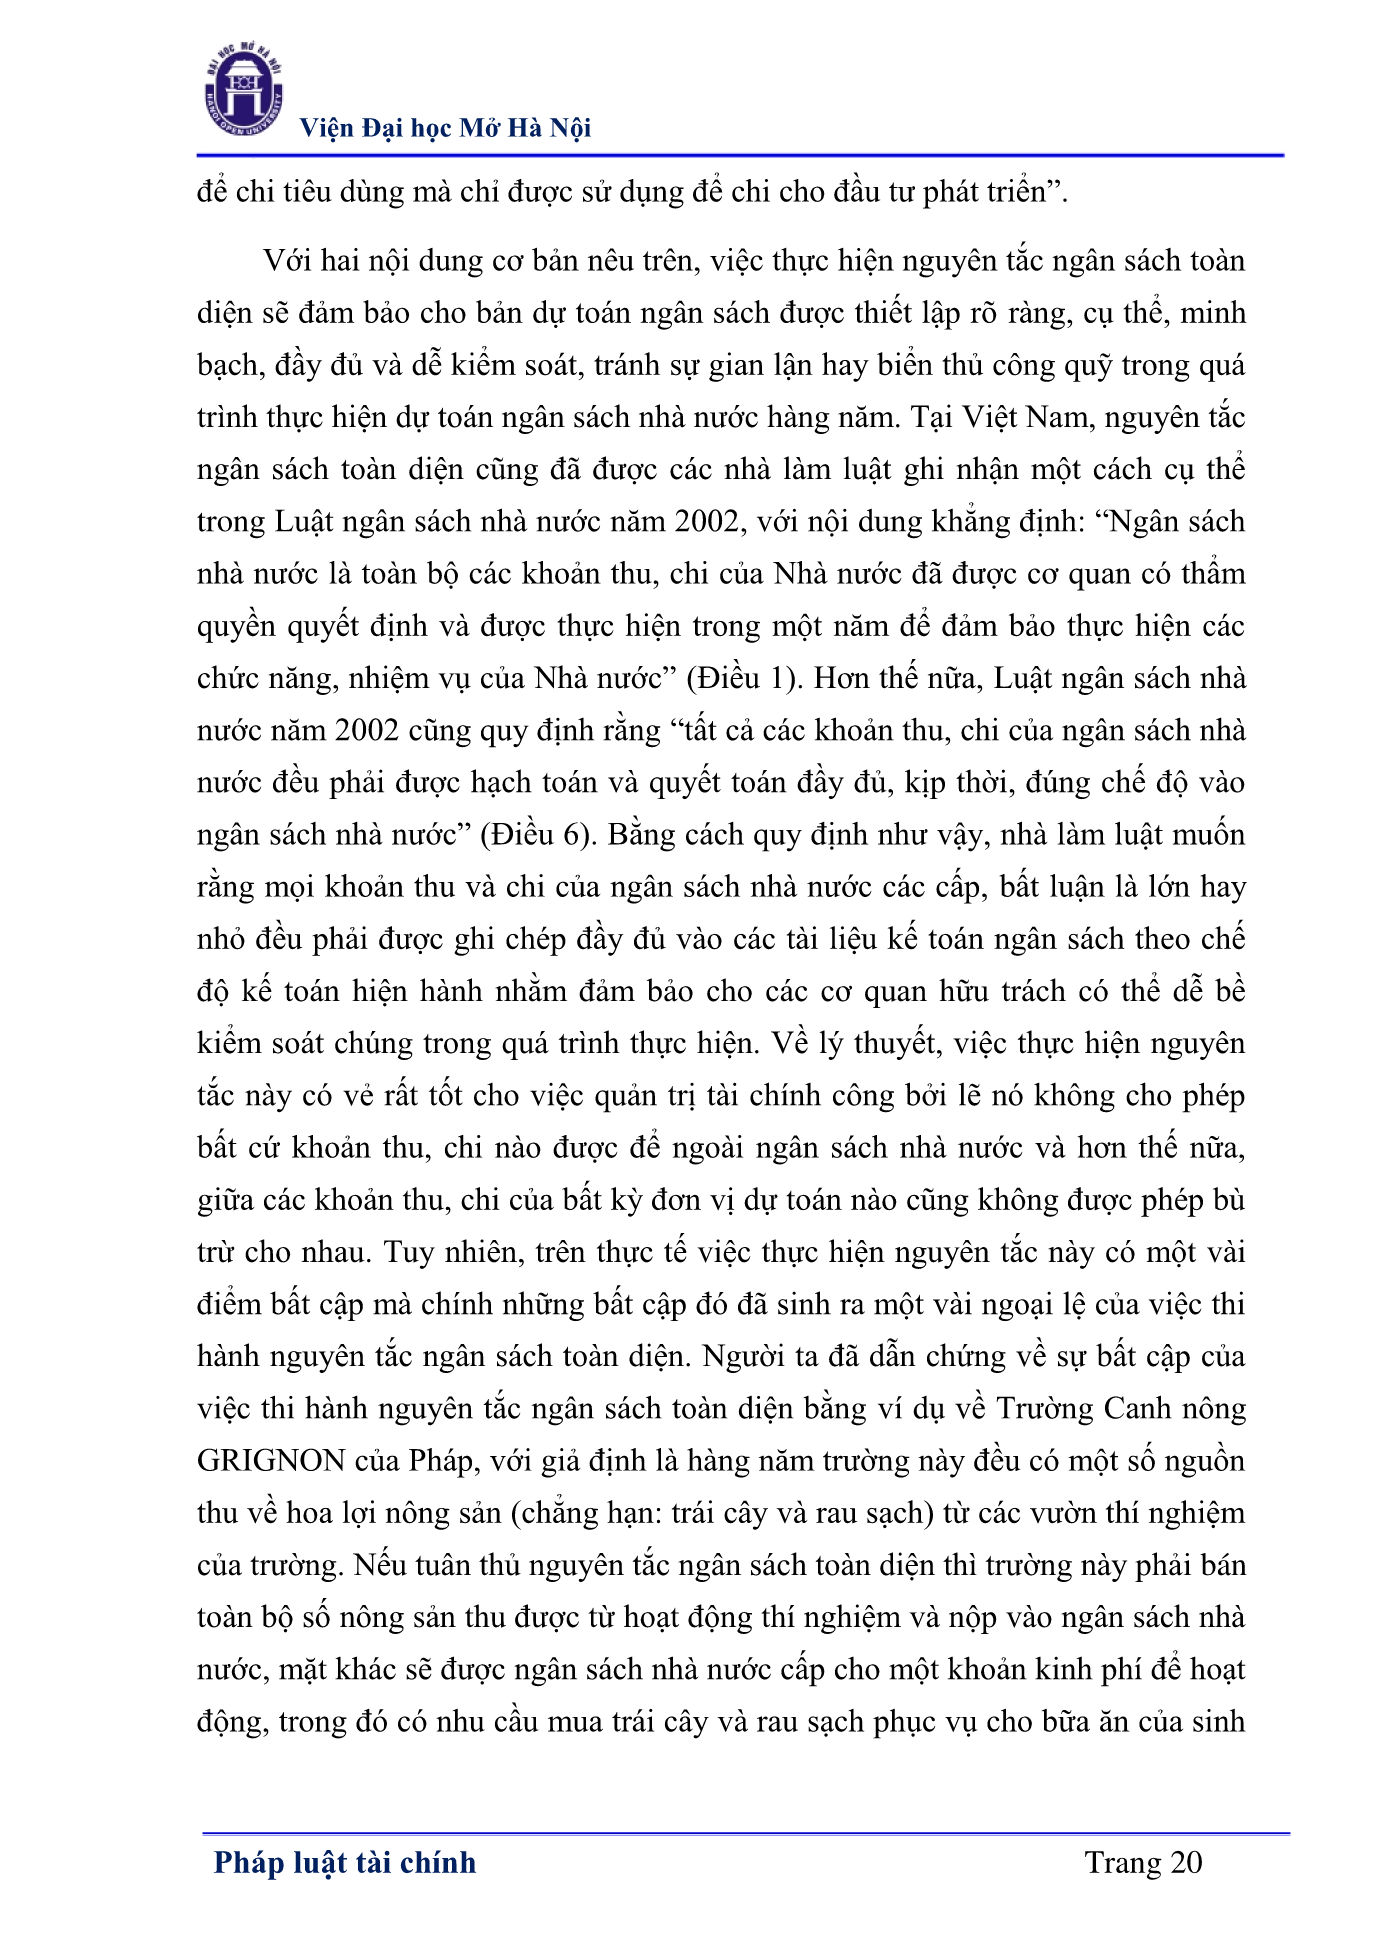 ĐẠI HỌC MỞ HÀ NỘI
HANOI OPEN UNIVERSITY
Viện Đại học Mở Hà Nội
để chi tiêu dùng mà chỉ được sử dụng để chi cho đầu tư phát triển”.
Với hai nội dung cơ bản nêu trên, việc thực hiện nguyên tắc ngân sách toàn
diện sẽ đảm bảo cho bản dự toán ngân sách được thiết lập rõ ràng, cụ thể, minh
bạch, đầy đủ và dễ kiểm soát, tránh sự gian lận hay biển thủ công quỹ trong quá
trình thực hiện dự toán ngân sách nhà nước hàng năm. Tại Việt Nam, nguyên tắc
ngân sách toàn diện cũng đã được các nhà làm luật ghi nhận một cách cụ thể
trong Luật ngân sách nhà nước năm 2002, với nội dung khẳng định: “Ngân sách
nhà nước là toàn bộ các khoản thu, chi của Nhà nước đã được cơ quan có thẩm
quyền quyết định và được thực hiện trong một năm để đảm bảo thực hiện các
chức năng, nhiệm vụ của Nhà nước” (Điều 1). Hơn thế nữa, Luật ngân sách nhà
nước năm 2002 cũng quy định rằng “tất cả các khoản thu, chi của ngân sách nhà
nước đều phải được hạch toán và quyết toán đầy đủ, kịp thời, đúng chế độ vào
ngân sách nhà nước” (Điều 6). Bằng cách quy định như vậy, nhà làm luật muốn
rằng mọi khoản thu và chi của ngân sách nhà nước các cấp, bất luận là lớn hay
nhỏ đều phải được ghi chép đầy đủ vào các tài liệu kế toán ngân sách theo chế
độ kế toán hiện hành nhằm đảm bảo cho các cơ quan hữu trách có thể dễ bề
kiểm soát chúng trong quá trình thực hiện. Về lý thuyết, việc thực hiện nguyên
tắc này có vẻ rất tốt cho việc quản trị tài chính công bởi lẽ nó không cho phép
bất cứ khoản thu, chi nào được để ngoài ngân sách nhà nước và hơn thế nữa,
giữa các khoản thu, chi của bất kỳ đơn vị dự toán nào cũng không được phép bù
trừ cho nhau. Tuy nhiên, trên thực tế việc thực hiện nguyên tắc này có một vài
điểm bất cập mà chính những bất cập đó đã sinh ra một vài ngoại lệ của việc thi
hành nguyên tắc ngân sách toàn diện. Người ta đã dẫn chứng về sự bất cập của
việc thi hành nguyên tắc ngân sách toàn diện bằng ví dụ về Trường Canh nông
GRIGNON của Pháp, với giả định là hàng năm trường này đều có một số nguồn
thu về hoa lợi nông sản (chẳng hạn: trái cây và rau sạch) từ các vườn thí nghiệm
của trường. Nếu tuân thủ nguyên tắc ngân sách toàn diện thì trường này phải bán
toàn bộ số nông sản thu được từ hoạt động thí nghiệm và nộp vào ngân sách nhà
nước, mặt khác sẽ được ngân sách nhà nước cấp cho một khoản kinh phí để hoạt
động, trong đó có nhu cầu mua trái cây và rau sạch phục vụ cho bữa ăn của sinh
Pháp luật tài chính
Trang 20